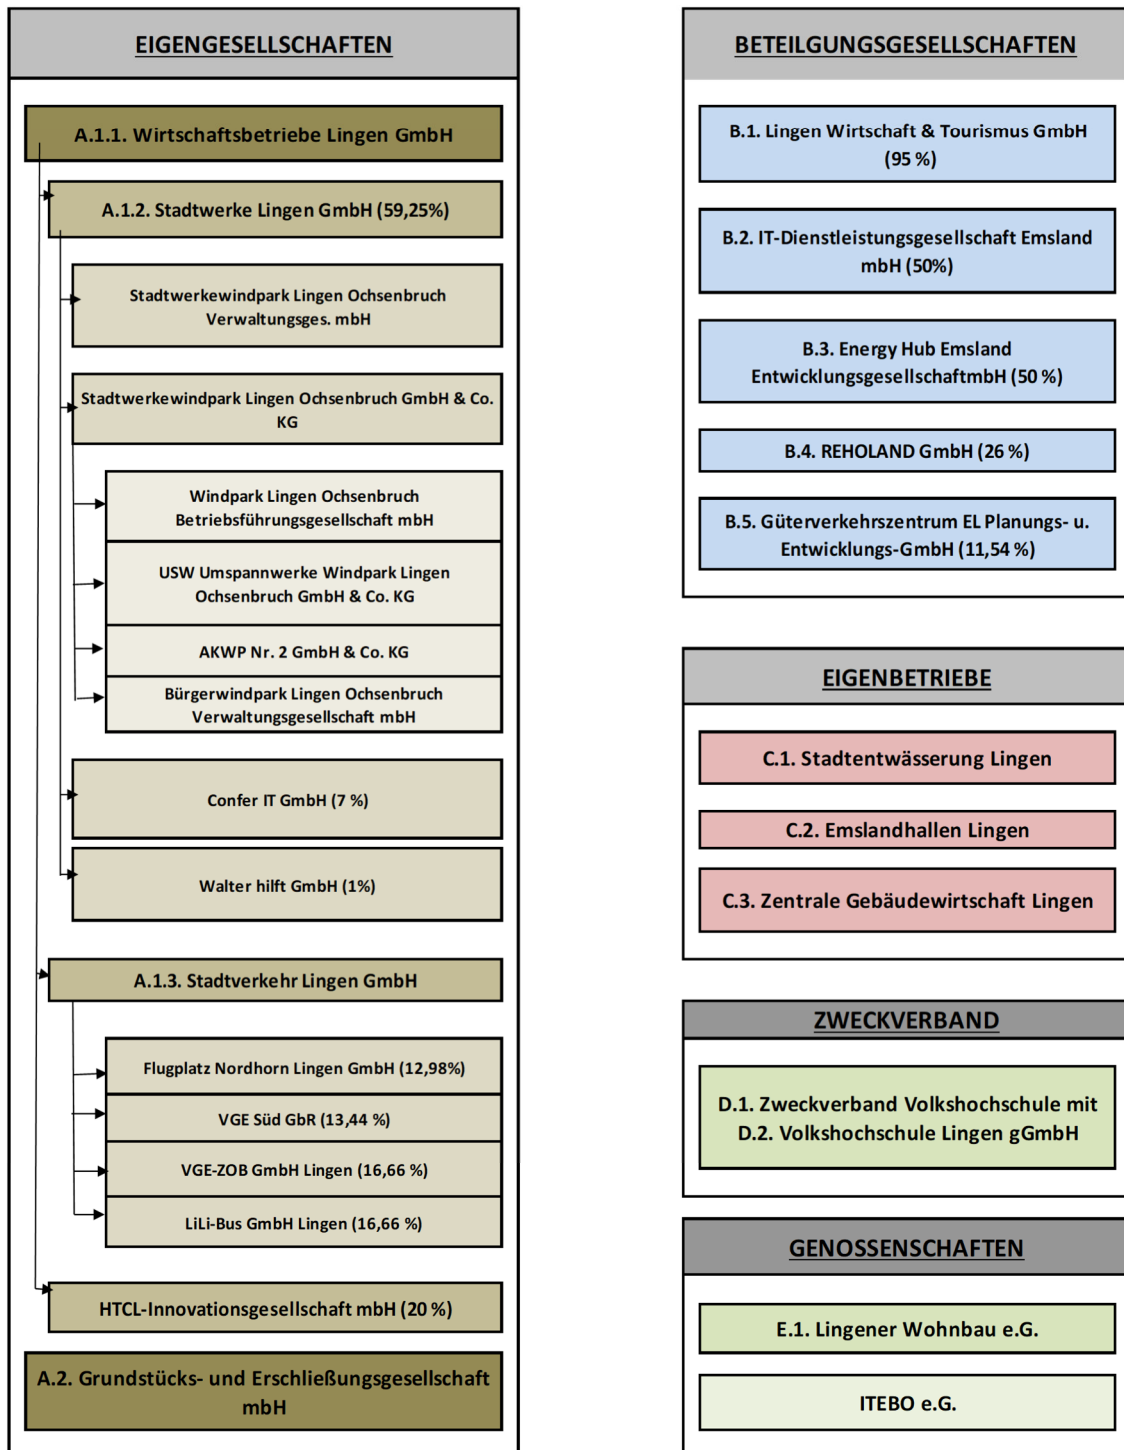 EIGENGESELLSCHAFTEN
A.1.1. Wirtschaftsbetriebe Lingen GmbH
A.1.2. Stadtwerke Lingen GmbH (59,25%)
Stadtwerkewindpark Lingen Ochsenbruch
Verwaltungsges. mbH
Stadtwerkewindpark Lingen Ochsenbruch GmbH & Co.
KG
Windpark Lingen Ochsenbruch
Betriebsführungsgesellschaft mbH
USW Umspannwerke Windpark Lingen
Ochsenbruch GmbH & Co. KG
AKWP Nr. 2 GmbH & Co. KG
Bürgerwindpark Lingen Ochsenbruch
Verwaltungsgesellschaft mbH
Confer IT GmbH (7 %)
Walter hilft GmbH (1%)
A.1.3. Stadtverkehr Lingen GmbH
Flugplatz Nordhorn Lingen GmbH (12,98%)
VGE Süd GbR (13,44 %)
VGE-ZOB GmbH Lingen (16,66 %)
LiLi-Bus GmbH Lingen (16,66 %)
HTCL-Innovationsgesellschaft mbH (20 %)
A.2. Grundstücks- und Erschließungsgesellschaft
mbH
BETEILGUNGSGESELLSCHAFTEN
B.1. Lingen Wirtschaft & Tourismus GmbH
(95 %)
B.2. IT-Dienstleistungsgesellschaft Emsland
mbH (50%)
B.3. Energy Hub Emsland
EntwicklungsgesellschaftmbH (50 %)
B.4. REHOLAND GmbH (26 %)
B.5. Güterverkehrszentrum EL Planungs- u.
Entwicklungs-GmbH (11,54 %)
EIGENBETRIEBE
C.1. Stadtentwässerung Lingen
C.2. Emslandhallen Lingen
C.3. Zentrale Gebäudewirtschaft Lingen
ZWECKVERBAND
D.1. Zweckverband Volkshochschule mit
D.2. Volkshochschule Lingen gGmbH
GENOSSENSCHAFTEN
E.1. Lingener Wohnbau e.G.
ITEBO e.G.